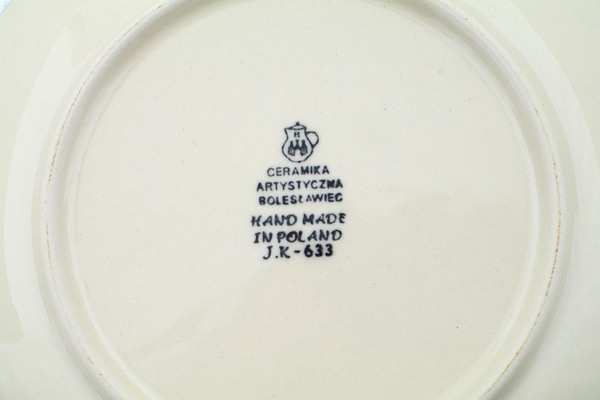 H
CERAMIKA
ARTYSTYCZNA
BOLESŁAWIEC
HAND MADE
IN POLAND
J.K-633